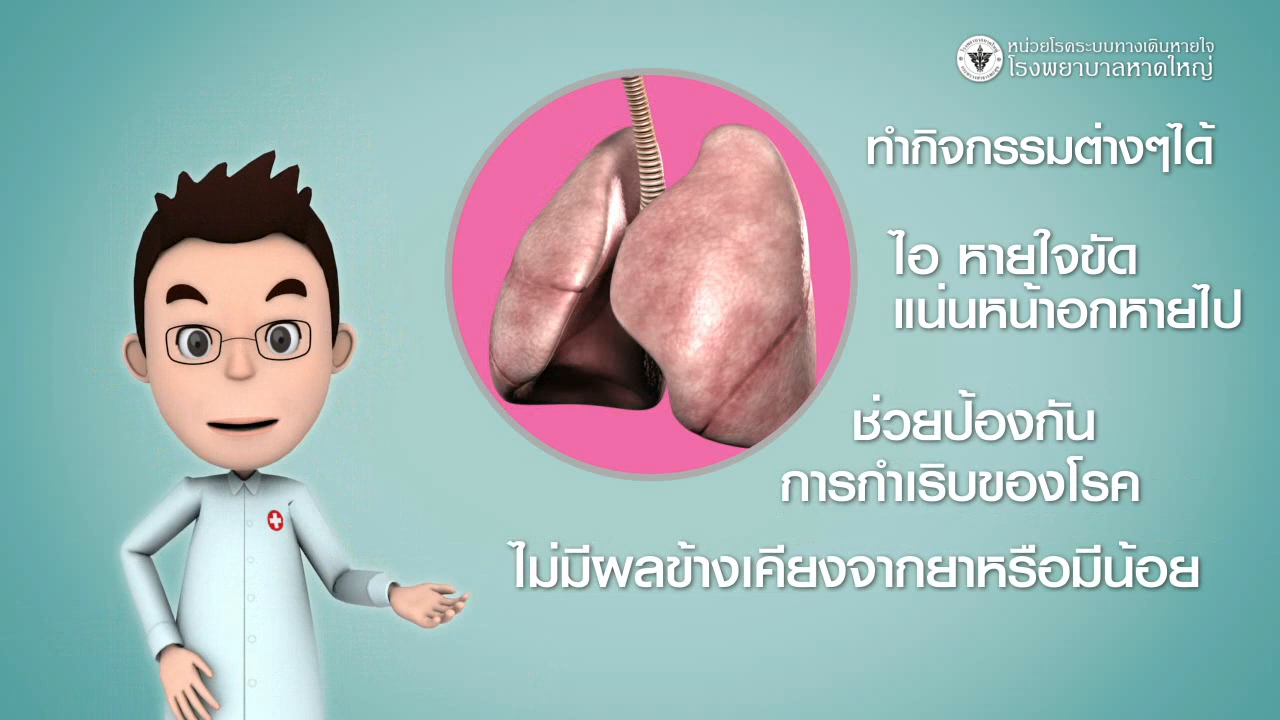 หน่วยโรคระบบทางเดินหายใจ
โรงพยาบาลหาดใหญ่
ทำกิจกรรมต่างๆได้
ไอ หายใจขัด
แน่นหน้าอกหายไป
ช่วยป้องกัน
การกำเริบของโรค
ไม่มีผลข้างเคียงจากยาหรือมีน้อย